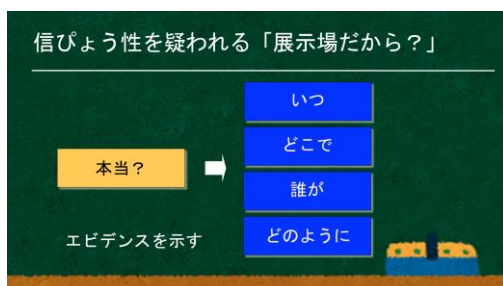 信ぴょう性を疑われる「展示場だから？」
いつ
どこで
本当？
誰が
エビデンスを示す
どのように